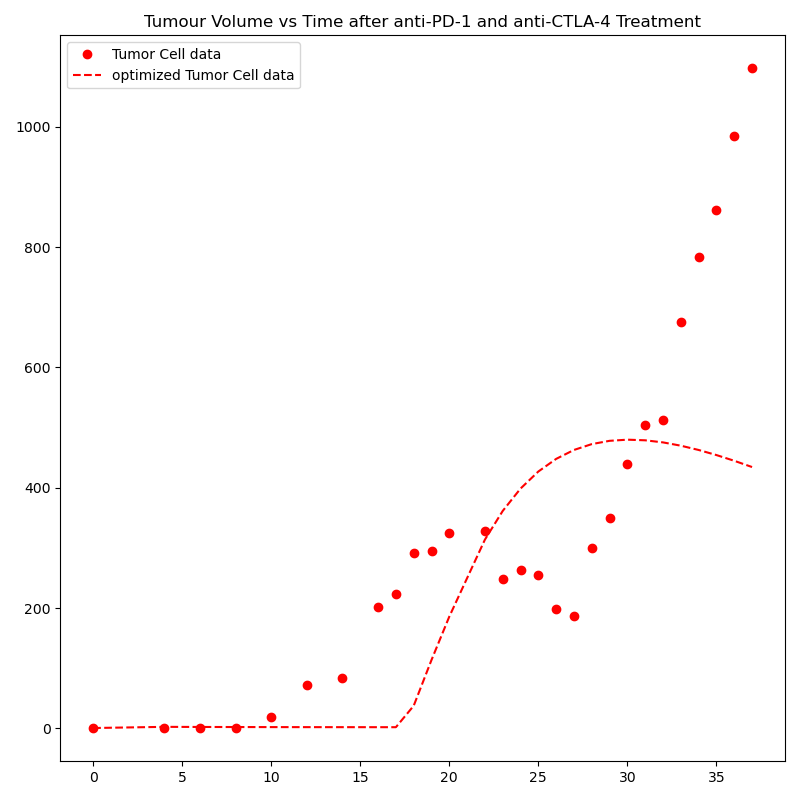 Tumour Volume vs Time after anti-PD-1 and anti-CTLA-4 Treatment
Tumor Cell data
optimized Tumor Cell data
1000
800
600
400
200
0
0 5 10 15 20 25 30 35